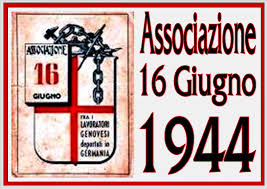 ASSOCIAZIONE
16
GIUGNO
FRA I
LAVORATORI
GENOVESI
deportati in
GERMANIA
Associazione
16 Giugno
1944